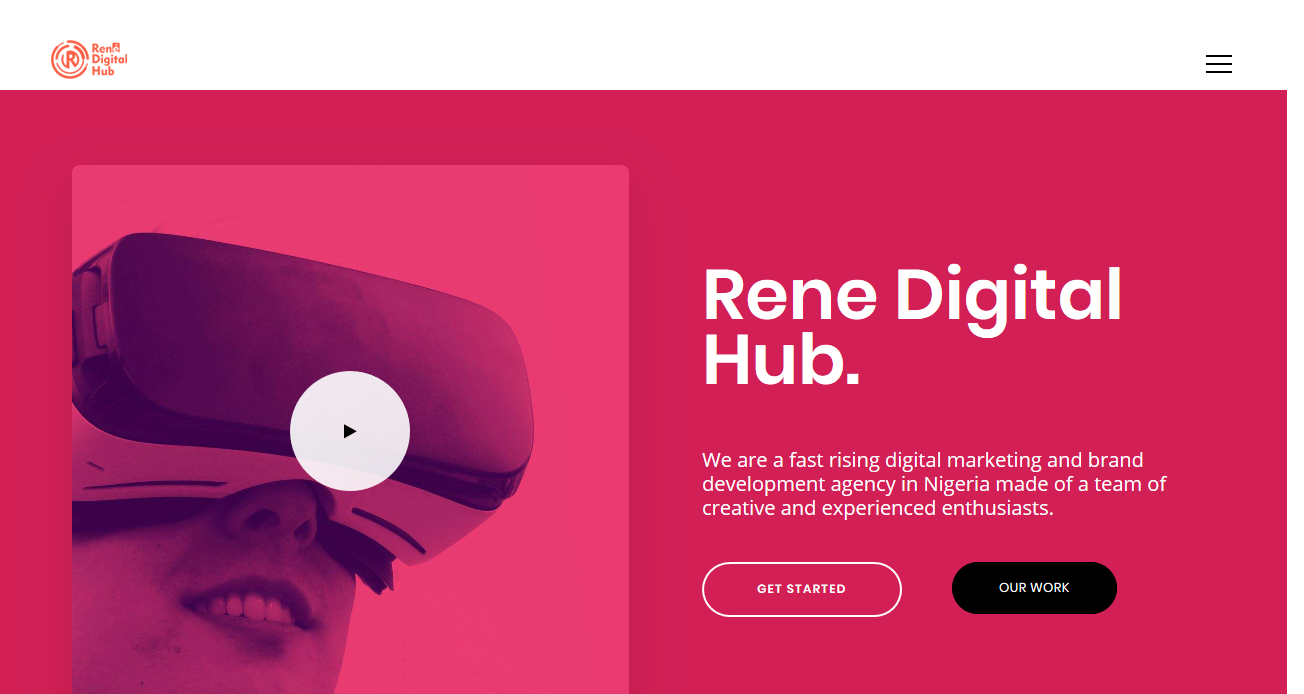 René
Digital
Hub
Rene Digital
Hub.
We are a fast rising digital marketing and brand
development agency in Nigeria made of a team of
creative and experienced enthusiasts.
GET STARTED
OUR WORK